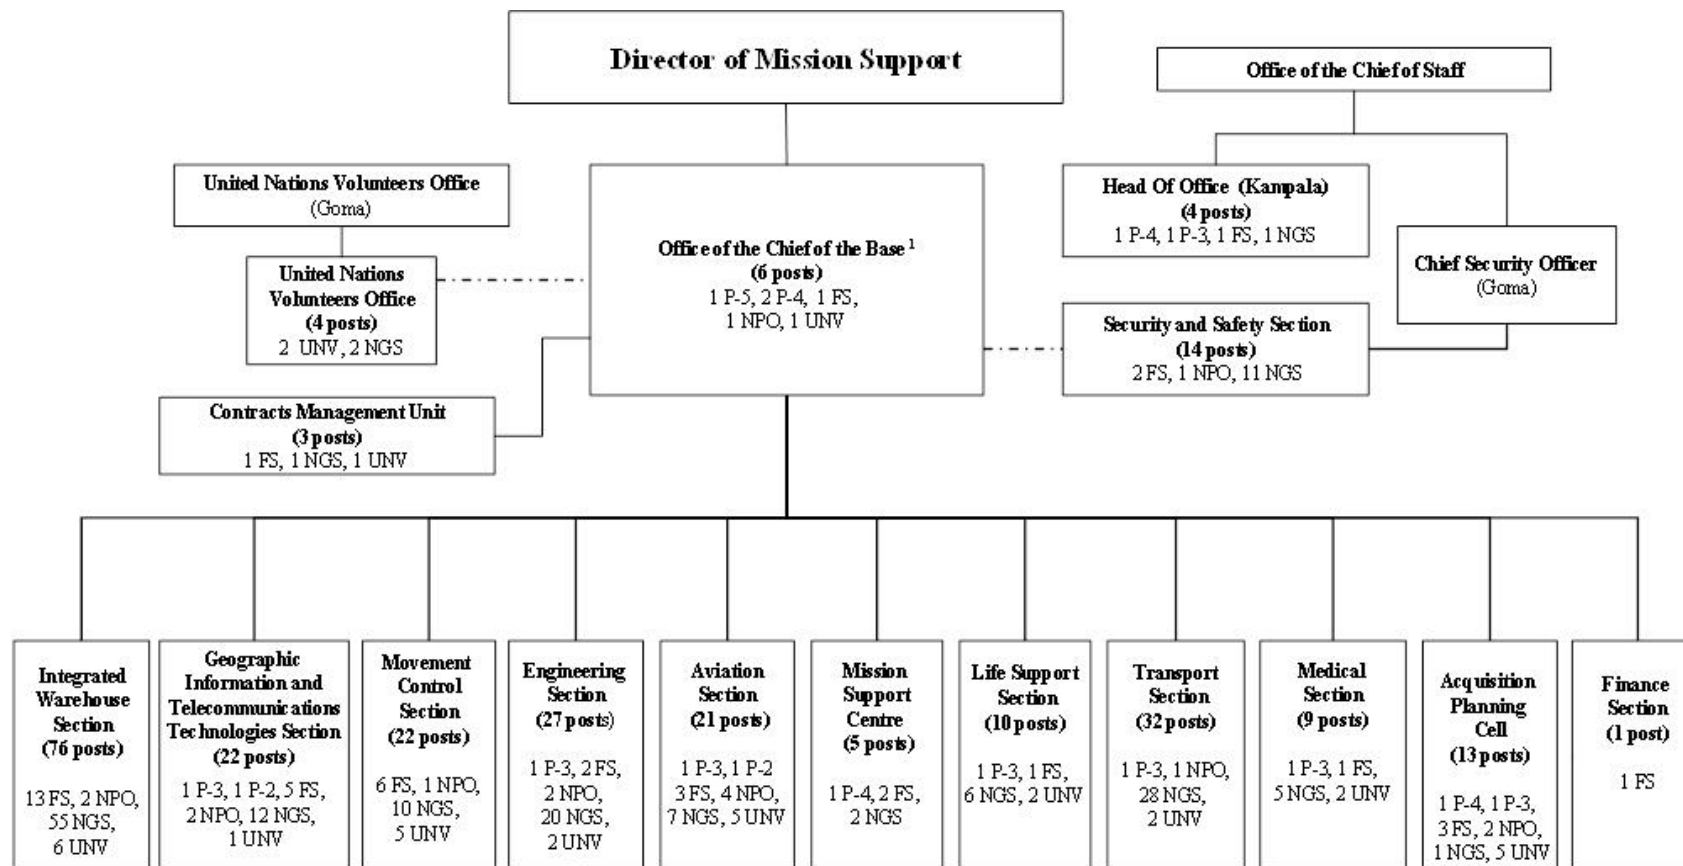 Director of Mission Support
Office of the Chief of Staff
United Nations Volunteers Office
(Goma)
Head Of Office (Kampala)
(4 posts)
1 P-4, 1 P-3, 1 FS, 1 NGS
Office of the Chief of the Base 1
(6 posts)
1 P-5, 2 P-4, 1 FS,
1 NPO, 1 UNV
United Nations
Volunteers Office
(4 posts)
2 UNV, 2 NGS
Chief Security Officer
(Goma)
Security and Safety Section
(14 posts)
2 FS, 1 NPO, 11 NGS
Contracts Management Unit
(3 posts)
1 FS, 1 NGS, 1 UNV
Integrated
Warehouse
Section
(76 posts)
13 FS, 2 NPO,
55 NGS,
6 UNV
Geographic
Information and
Telecommunications
Technologies Section
(22 posts)
1 P-3, 1 P-2, 5 FS,
2 NPO, 12 NGS,
1 UNV
Movement
Control
Section
(22 posts)
6 FS, 1 NPO,
10 NGS,
5 UNV
Engineering
Section
(27 posts)
1 P-3, 2 FS,
2 NPO,
20 NGS,
2 UNV
Aviation
Section
(21 posts)
1 P-3, 1 P-2
3 FS, 4 NPO,
7 NGS, 5 UNV
Mission
Support
Centre
(5 posts)
1 P-4, 2 FS,
2 NGS
Life Support
Section
(10 posts)
1 P-3, 1 FS,
6 NGS, 2 UNV
Transport
Section
(32 posts)
1 P-3, 1 NPO,
28 NGS,
2 UNV
Medical
Section
(9 posts)
1 P-3, 1 FS,
5 NGS, 2 UNV
Acquisition
Planning
Cell
(13 posts)
1 P-4, 1 P-3,
3 FS, 2 NPO,
1 NGS, 5 UNV
Finance
Section
(1 post)
1 FS